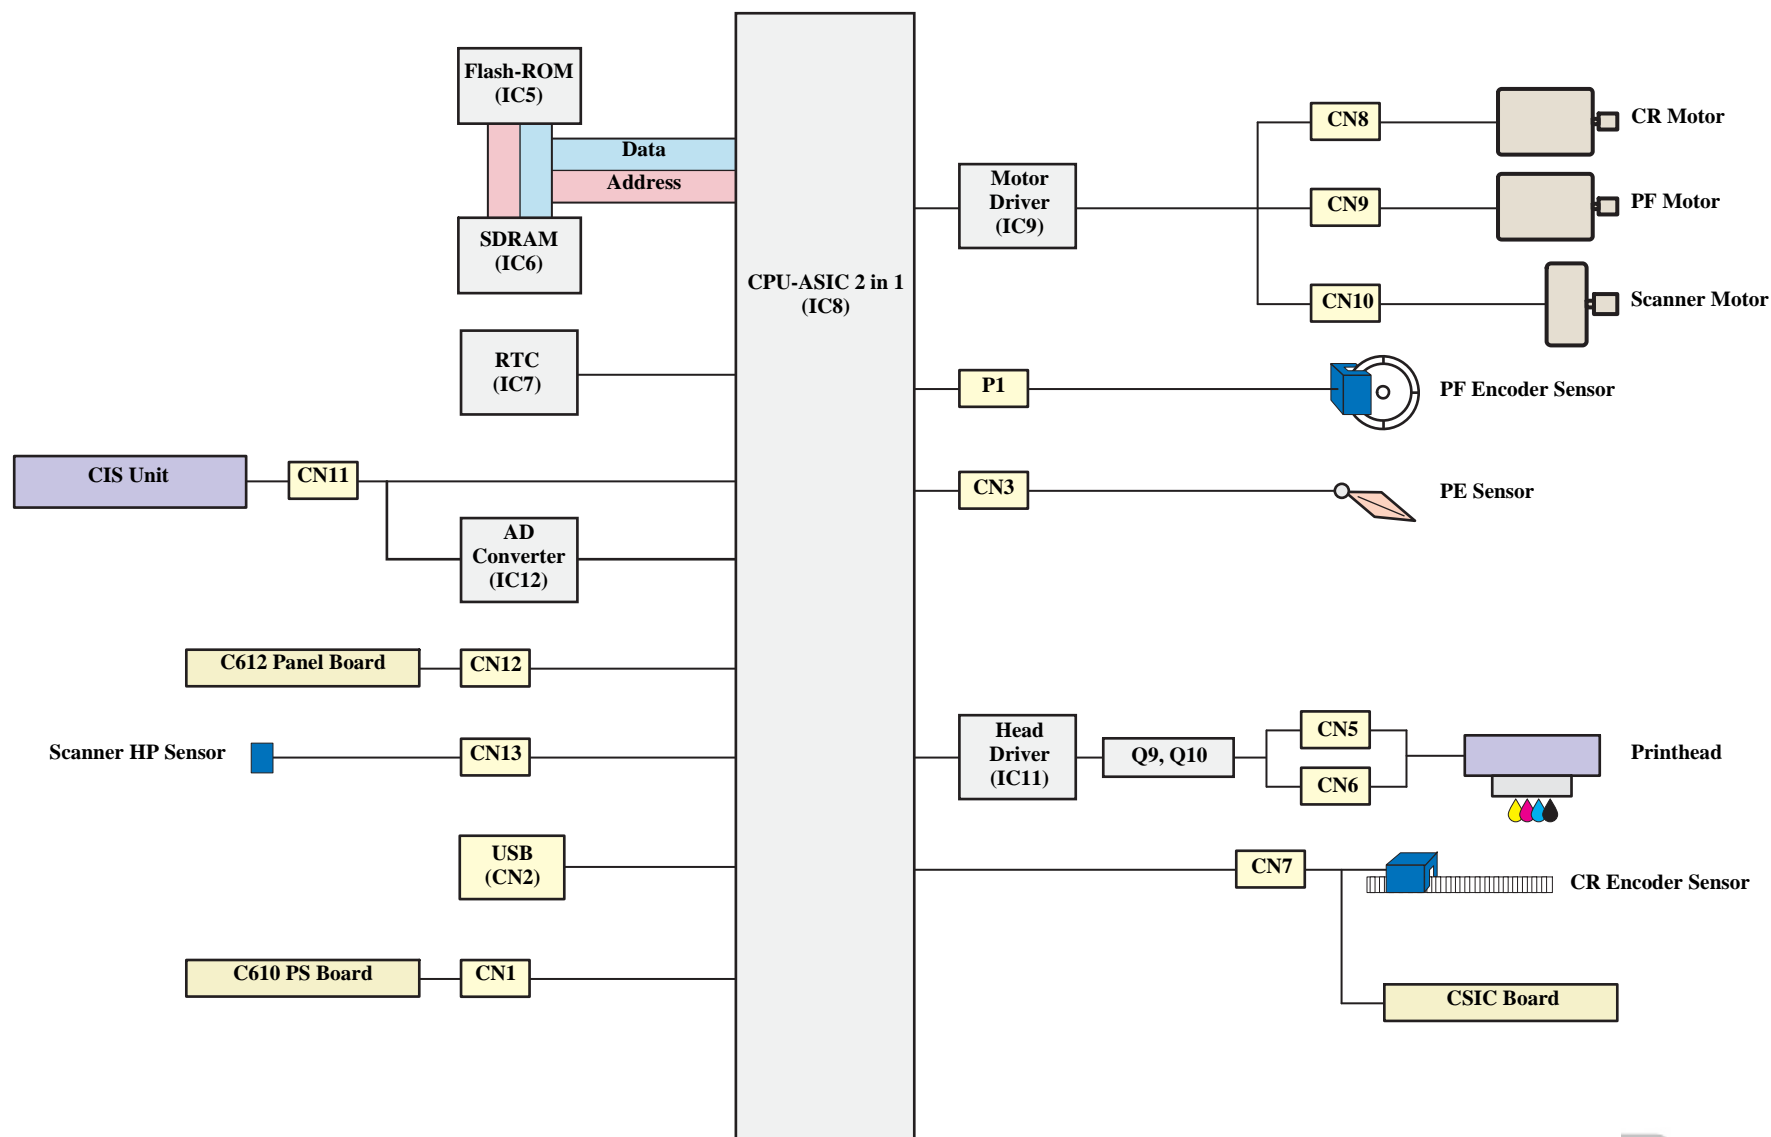 Flash-ROM
(IC5)
Data
Address
SDRAM
(IC6)
RTC
(IC7)
CIS Unit
CN11
AD
Converter
(IC12)
C612 Panel Board
CN12
Scanner HP Sensor
CN13
USB
(CN2)
C610 PS Board
CN1
CPU-ASIC 2 in 1
(IC8)
Motor
Driver
(IC9)
CN8
CR Motor
CN9
PF Motor
CN10
Scanner Motor
P1
PF Encoder Sensor
CN3
PE Sensor
Head
Driver
(IC11)
Q9, Q10
CN5
CN6
Printhead
CN7
CR Encoder Sensor
CSIC Board